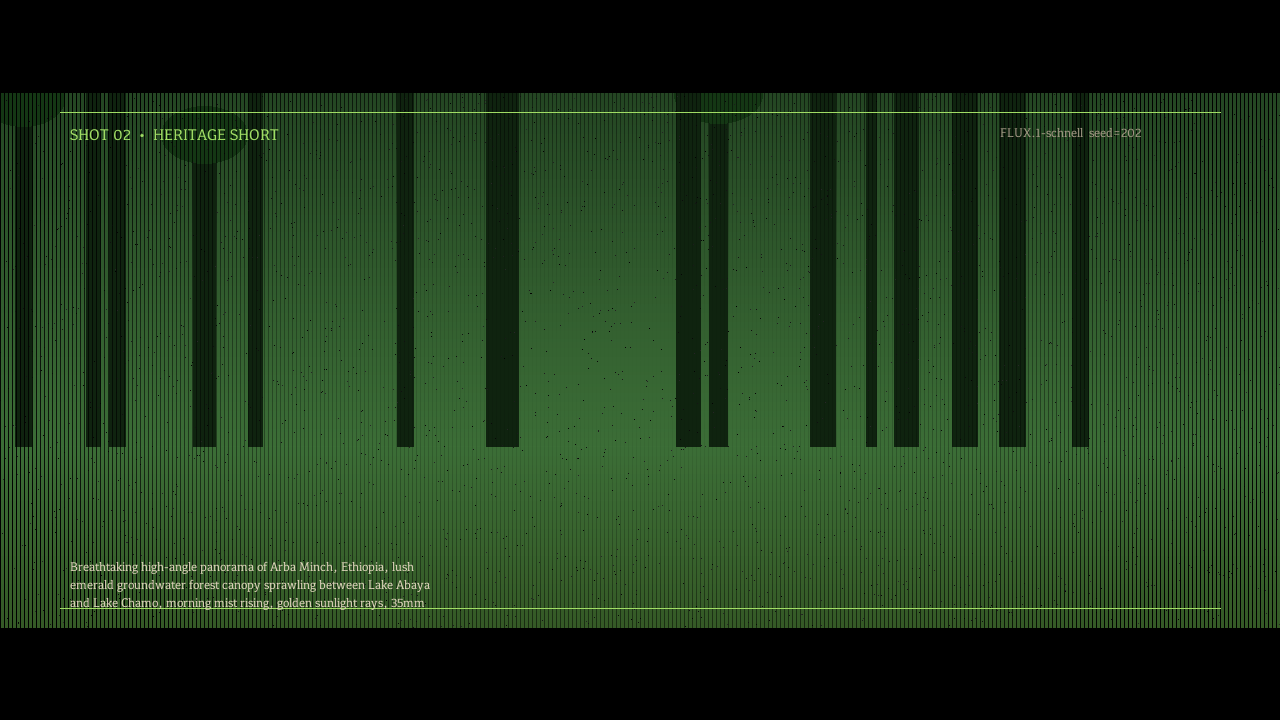 SHOT 02 • HERITAGE SHORT
FLUX.1-schnell seed=202
Breathtaking high-angle panorama of Arba Minch, Ethiopia, lush
emerald groundwater forest canopy sprawling between Lake Abaya
and Lake Chamo, morning mist rising, golden sunlight rays, 35mm